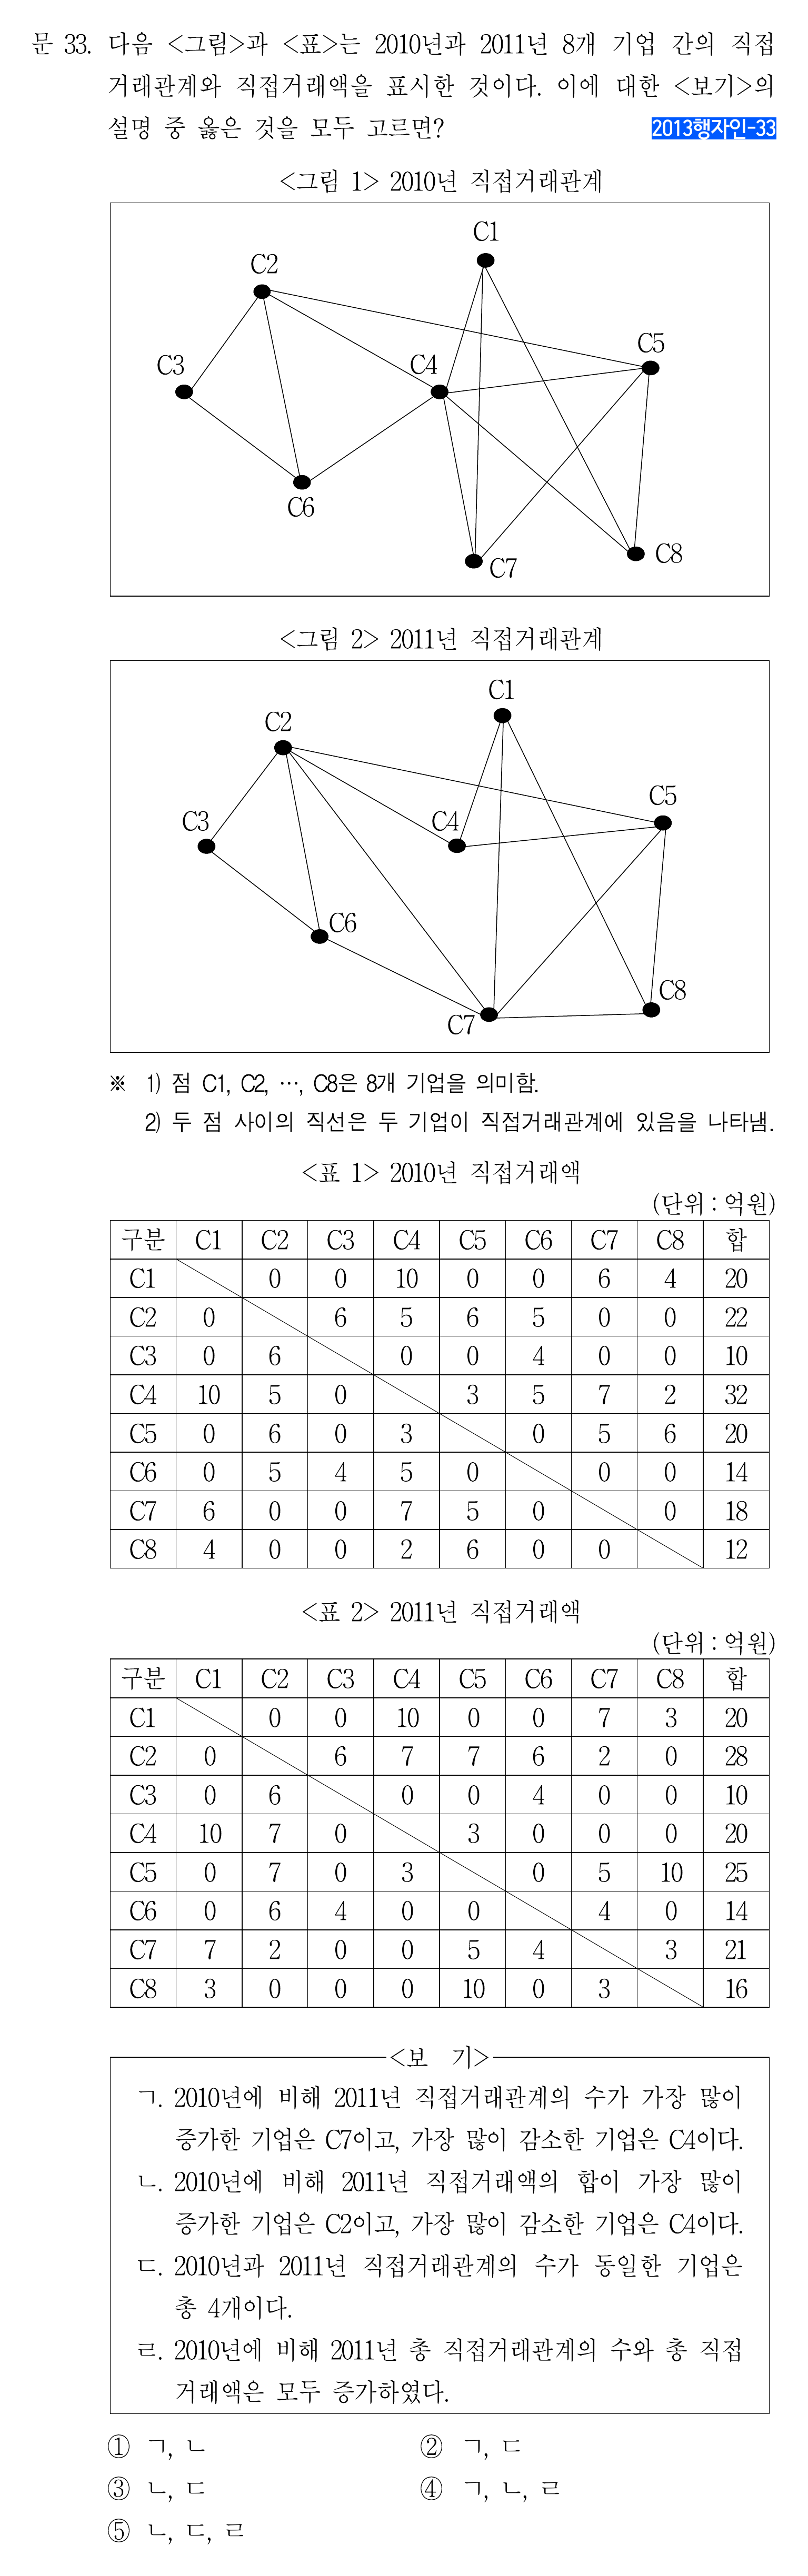 문 33. 다음 <그림>과 <표>는 2010년과 2011년 8개 기업 간의 직접
거래관계와 직접거래액을 표시한 것이다. 이에 대한 <보기>의
설명 중 옳은 것을 모두 고르면?
2013행자인-33
<그림 1> 2010년 직접거래관계
C1
C2
C5
C4
C3
C6
C8
C7
<그림 2> 2011년 직접거래관계
C1
C2
C5
C4
C3
C6
C8
C7
※ 1) 점 C1, C2, …, C8은 8개 기업을 의미함.
2) 두 점 사이의 직선은 두 기업이 직접거래관계에 있음을 나타냄.
<표 1> 2010년 직접거래액
(단위 : 억원)
구분 C1 C2 C3 C4 C5 C6 C7 C8 합
C1 0 0 10 0 0 6 4 20
C2 0 6 5 6 5 0 0 22
C3 0 6 0 0 4 0 0 10
C4 10 5 0 3 5 7 2 32
C5 0 6 0 3 0 5 6 20
C6 0 5 4 5 0 0 0 14
C7 6 0 0 7 5 0 0 18
C8 4 0 0 2 6 0 0 12
<표 2> 2011년 직접거래액
(단위 : 억원)
구분 C1 C2 C3 C4 C5 C6 C7 C8 합
C1 0 0 10 0 0 7 3 20
C2 0 6 7 7 6 2 0 28
C3 0 6 0 0 4 0 0 10
C4 10 7 0 3 0 0 0 20
C5 0 7 0 3 0 5 10 25
C6 0 6 4 0 0 4 0 14
C7 7 2 0 0 5 4 3 21
C8 3 0 0 0 10 0 3 16
<보 기>
ㄱ. 2010년에 비해 2011년 직접거래관계의 수가 가장 많이
증가한 기업은 C7이고, 가장 많이 감소한 기업은 C4이다.
ㄴ. 2010년에 비해 2011년 직접거래액의 합이 가장 많이
증가한 기업은 C2이고, 가장 많이 감소한 기업은 C4이다.
ㄷ. 2010년과 2011년 직접거래관계의 수가 동일한 기업은
총 4개이다.
ㄹ. 2010년에 비해 2011년 총 직접거래관계의 수와 총 직접
거래액은 모두 증가하였다.
① ㄱ, ㄴ ② ㄱ, ㄷ
③ ㄴ, ㄷ ④ ㄱ, ㄴ, ㄹ
⑤ ㄴ, ㄷ, ㄹ